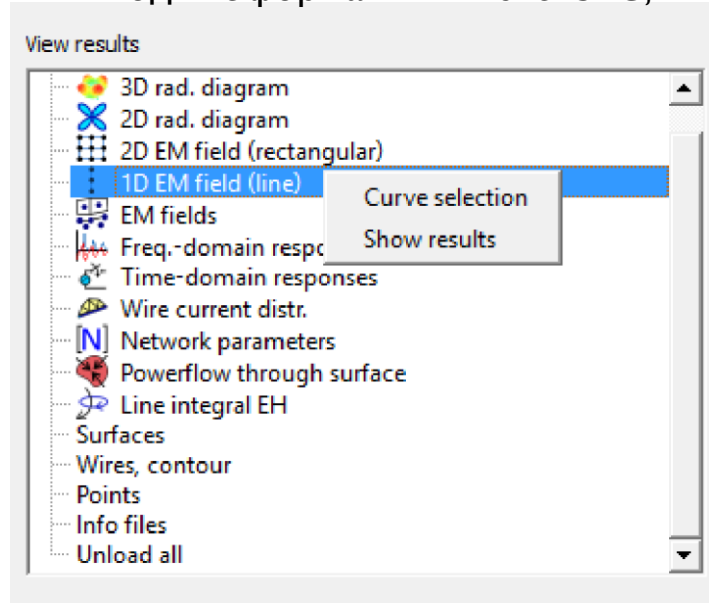 View results
3D rad. diagram
2D rad. diagram
2D EM field (rectangular)
1D EM field (line)
Curve selection
EM fields
Show results
Freq.-domain respo
Time-domain responses
Wire current distr.
[N] Network parameters
Powerflow through surface
Line integral EH
Surfaces
Wires, contour
Points
Info files
Unload all